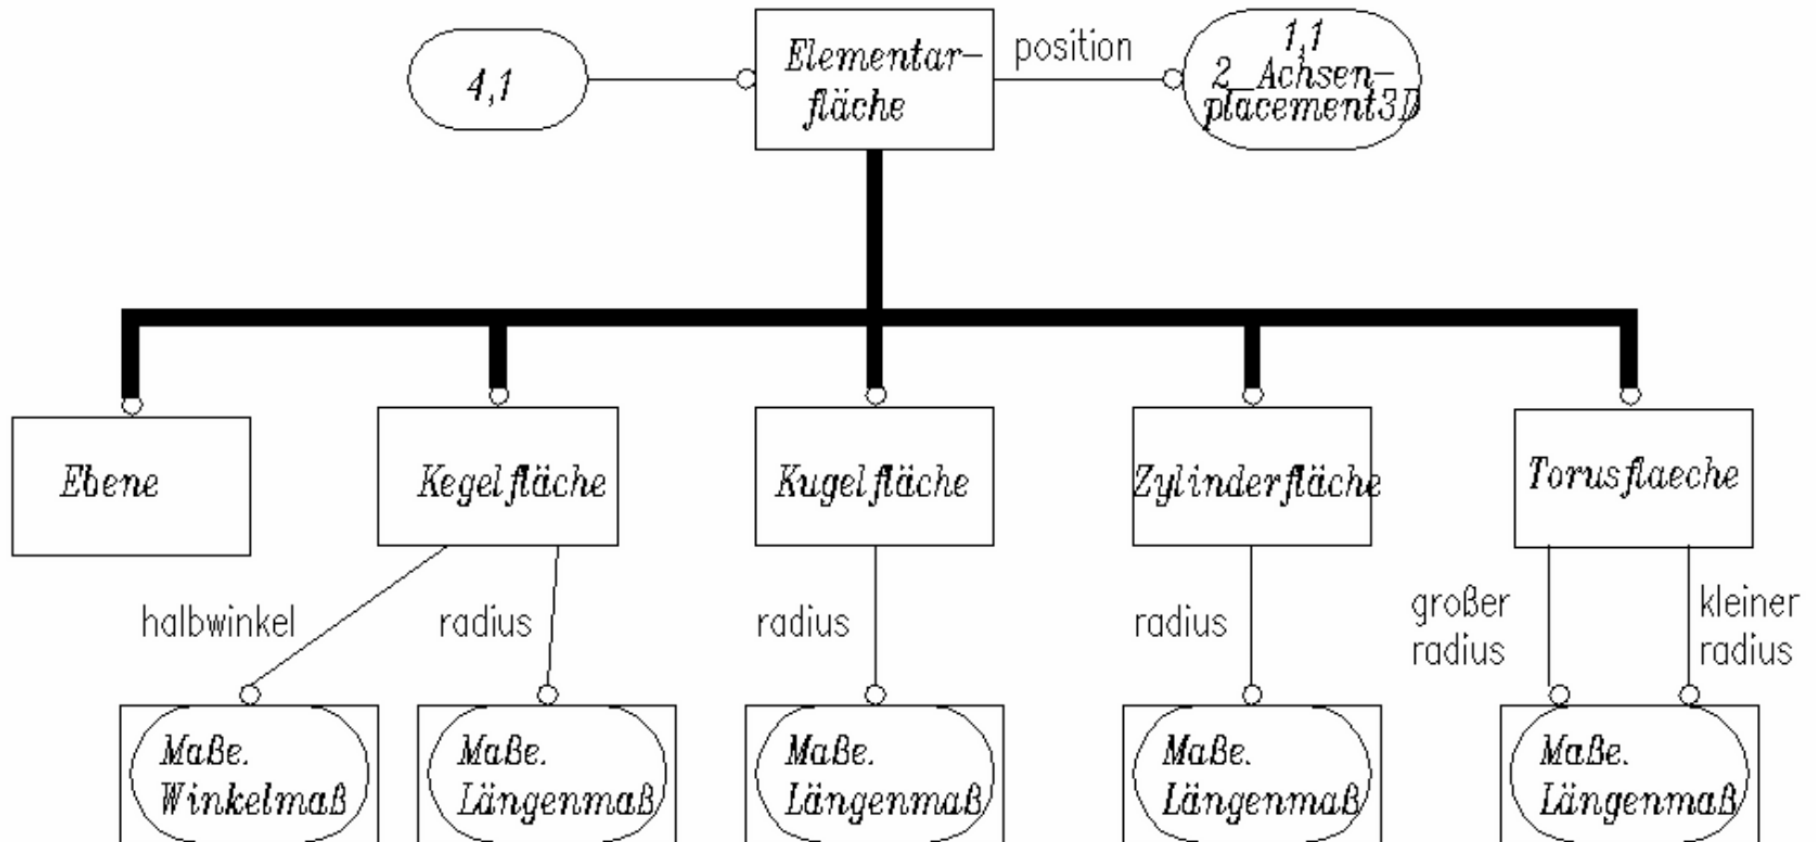 4,1
Elementar-
fläche
position
1,1
2_Achsen-
placement3D
Ebene
Kegelfläche
Kugelfläche
Zylinderfläche
Torusflaeche
halbwinkel
radius
radius
radius
großer
radius
kleiner
radius
Maße.
Winkelmaß
Maße.
Längenmaß
Maße.
Längenmaß
Maße.
Längenmaß
Maße.
Längenmaß